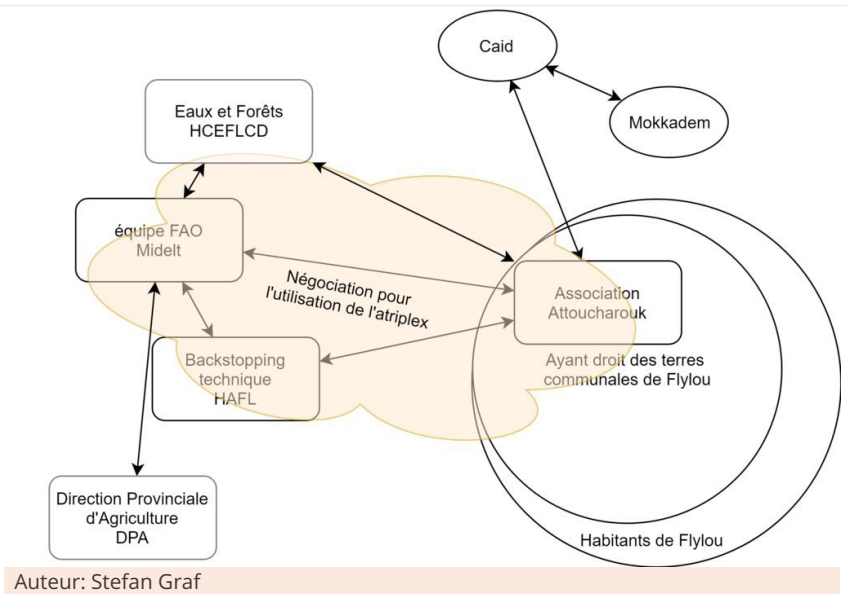 Caid
Mokkadem
Eaux et Forêts
HCEFLCD
équipe FAO
Midelt
Négociation pour
l'utilisation de l'atriplex
Association
Attoucharouk
Backstopping
technique
HAFL
Ayant droit des terres
communales de Flylou
Direction Provinciale
d'Agriculture
DPA
Habitants de Flylou
Auteur: Stefan Graf